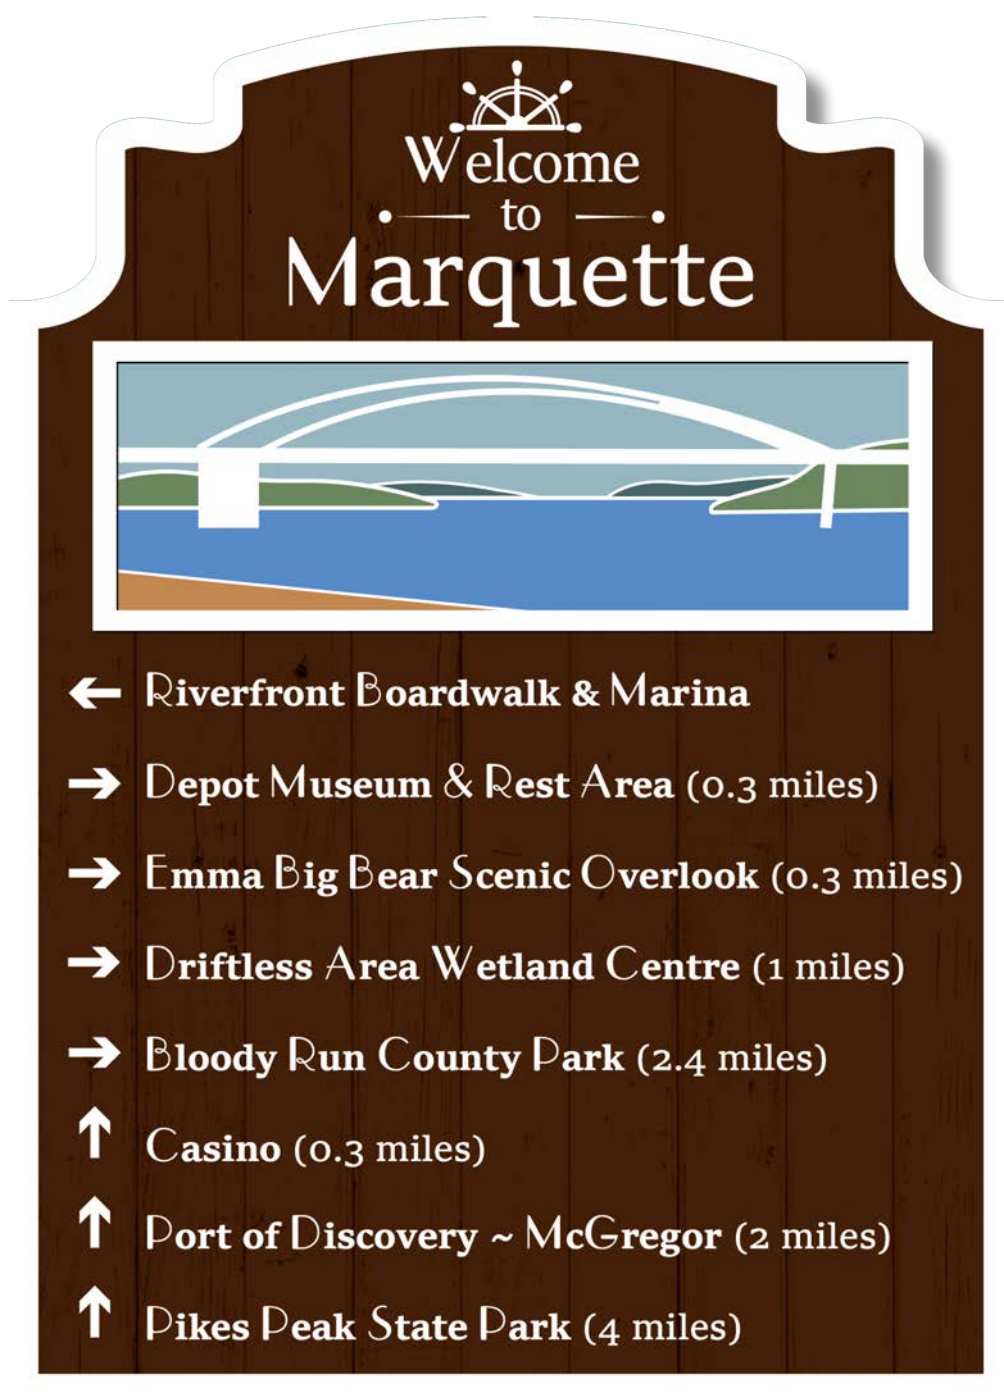 Welcome
to
Marquette
← Riverfront Boardwalk & Marina
→ Depot Museum & Rest Area (0.3 miles)
→ Emma Big Bear Scenic Overlook (0.3 miles)
→ Driftless Area Wetland Centre (1 miles)
→ Bloody Run County Park (2.4 miles)
↑ Casino (0.3 miles)
↑ Port of Discovery ~ McGregor (2 miles)
↑ Pikes Peak State Park (4 miles)